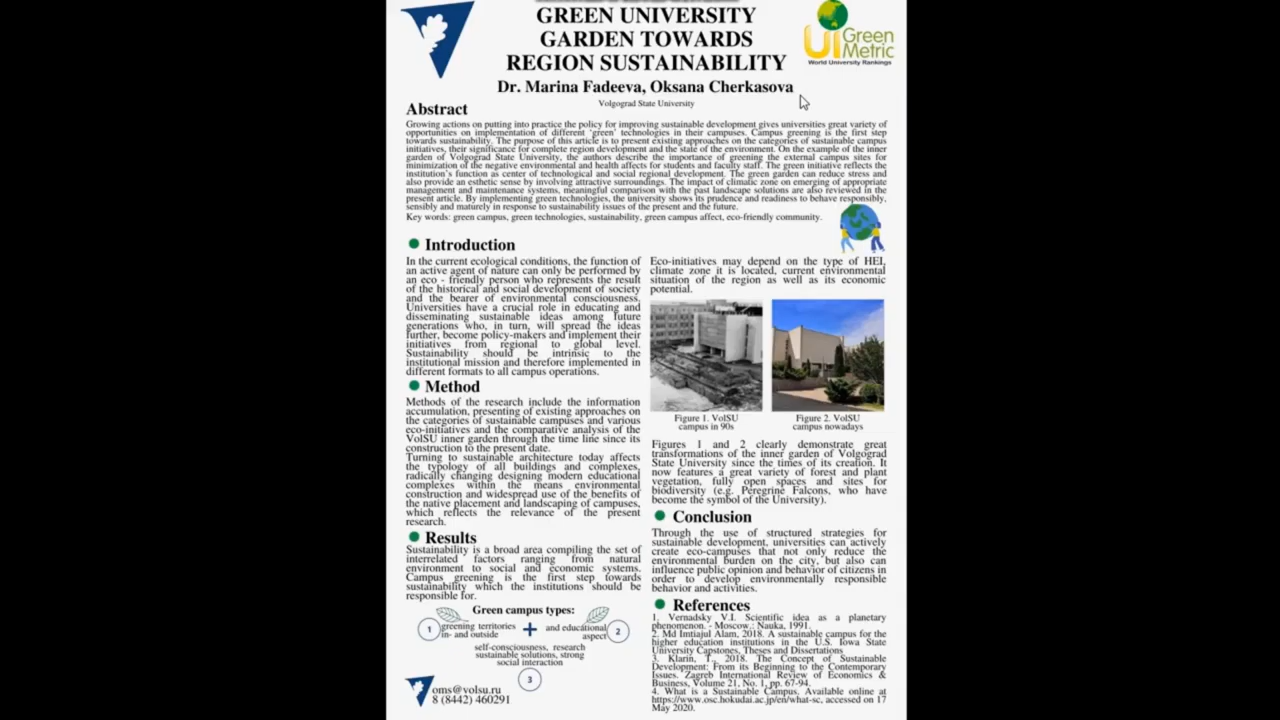 GREEN UNIVERSITY
GARDEN TOWARDS
REGION SUSTAINABILITY
UI Green
Metric
World University Rankings
Dr. Marina Fadeeva, Oksana Cherkasova
Volgograd State University
Abstract
Growing actions on putting into practice the policy for improving sustainable development gives universities great variety of
opportunities on implementation of different 'green' technologies in their campuses. Campus greening is the first step
towards sustainability. The purpose of this article is to present existing approaches on the categories of sustainable campus
initiatives, their significance for complete region development and the state of the environment. On the example of the inner
garden of Volgograd State University, the authors describe the importance of greening the external campus sites for
minimization of the negative environmental and health affects for students and faculty staff. The green initiative reflects the
institution's function as center of technological and social regional development. The green garden can reduce stress and
also provide an esthetic sense by involving attractive surroundings. The impact of climatic zone on emerging of appropriate
management and maintenance systems, meaningful comparison with the past landscape solutions are also reviewed in the
present article. By implementing green technologies, the university shows its prudence and readiness to behave responsibly,
sensibly and maturely in response to sustainability issues of the present and the future.
Key words: green campus, green technologies, sustainability, green campus affect, eco-friendly community.
Introduction
In the current ecological conditions, the function of
an active agent of nature can only be performed by
an eco - friendly person who represents the result
of the historical and social development of society
and the bearer of environmental consciousness.
Universities have a crucial role in educating and
disseminating sustainable ideas among future
generations who, in turn, will spread the ideas
further, become policy-makers and implement their
initiatives from regional to global level.
Sustainability should be intrinsic to the
institutional mission and therefore implemented in
different formats to all campus operations.
Method
Methods of the research include the information
accumulation, presenting of existing approaches on
the categories of sustainable campuses and various
eco-initiatives and the comparative analysis of the
VolSU inner garden through the time line since its
construction to the present date.
Turning to sustainable architecture today affects
the typology of all buildings and complexes,
radically changing designing modern educational
complexes within the means environmental
construction and widespread use of the benefits of
the native placement and landscaping of campuses,
which reflects the relevance of the present
research.
Results
Sustainability is a broad area compiling the set of
interrelated factors ranging from natural
environment to social and economic systems.
Campus greening is the first step towards
sustainability which the institutions should be
responsible for.
Green campus types:
1 greening territories
in- and outside
and educational
aspect 2
self-consciousness, research
sustainable solutions, strong
social interaction
3
oms@volsu.ru
8 (8442) 460291
Eco-initiatives may depend on the type of HEI,
climate zone it is located, current environmental
situation of the region as well as its economic
potential.
Figure 1. VolSU
campus in 90s
Figure 2. VolSU
campus nowadays
Figures 1 and 2 clearly demonstrate great
transformations of the inner garden of Volgograd
State University since the times of its creation. It
now features a great variety of forest and plant
vegetation, fully open spaces and sites for
biodiversity (e.g. Peregrine Falcons, who have
become the symbol of the University).
Conclusion
Through the use of structured strategies for
sustainable development, universities can actively
create eco-campuses that not only reduce the
environmental burden on the city, but also can
influence public opinion and behavior of citizens in
order to develop environmentally responsible
behavior and activities.
References
1. Vernadsky V.I. Scientific idea as a planetary
phenomenon. - Moscow.: Nauka, 1991.
2. Md Imtiajul Alam, 2018. A sustainable campus for the
higher education institutions in the U.S. Iowa State
University Capstones, Theses and Dissertations
3. Klarin, T., 2018. The Concept of Sustainable
Development: From its Beginning to the Contemporary
Issues. Zagreb International Review of Economics &
Business, Volume 21, No. 1, pp. 67-94.
4. What is a Sustainable Campus. Available online at
https://www.osc.hokudai.ac.jp/en/what-sc, accessed on 17
May 2020.